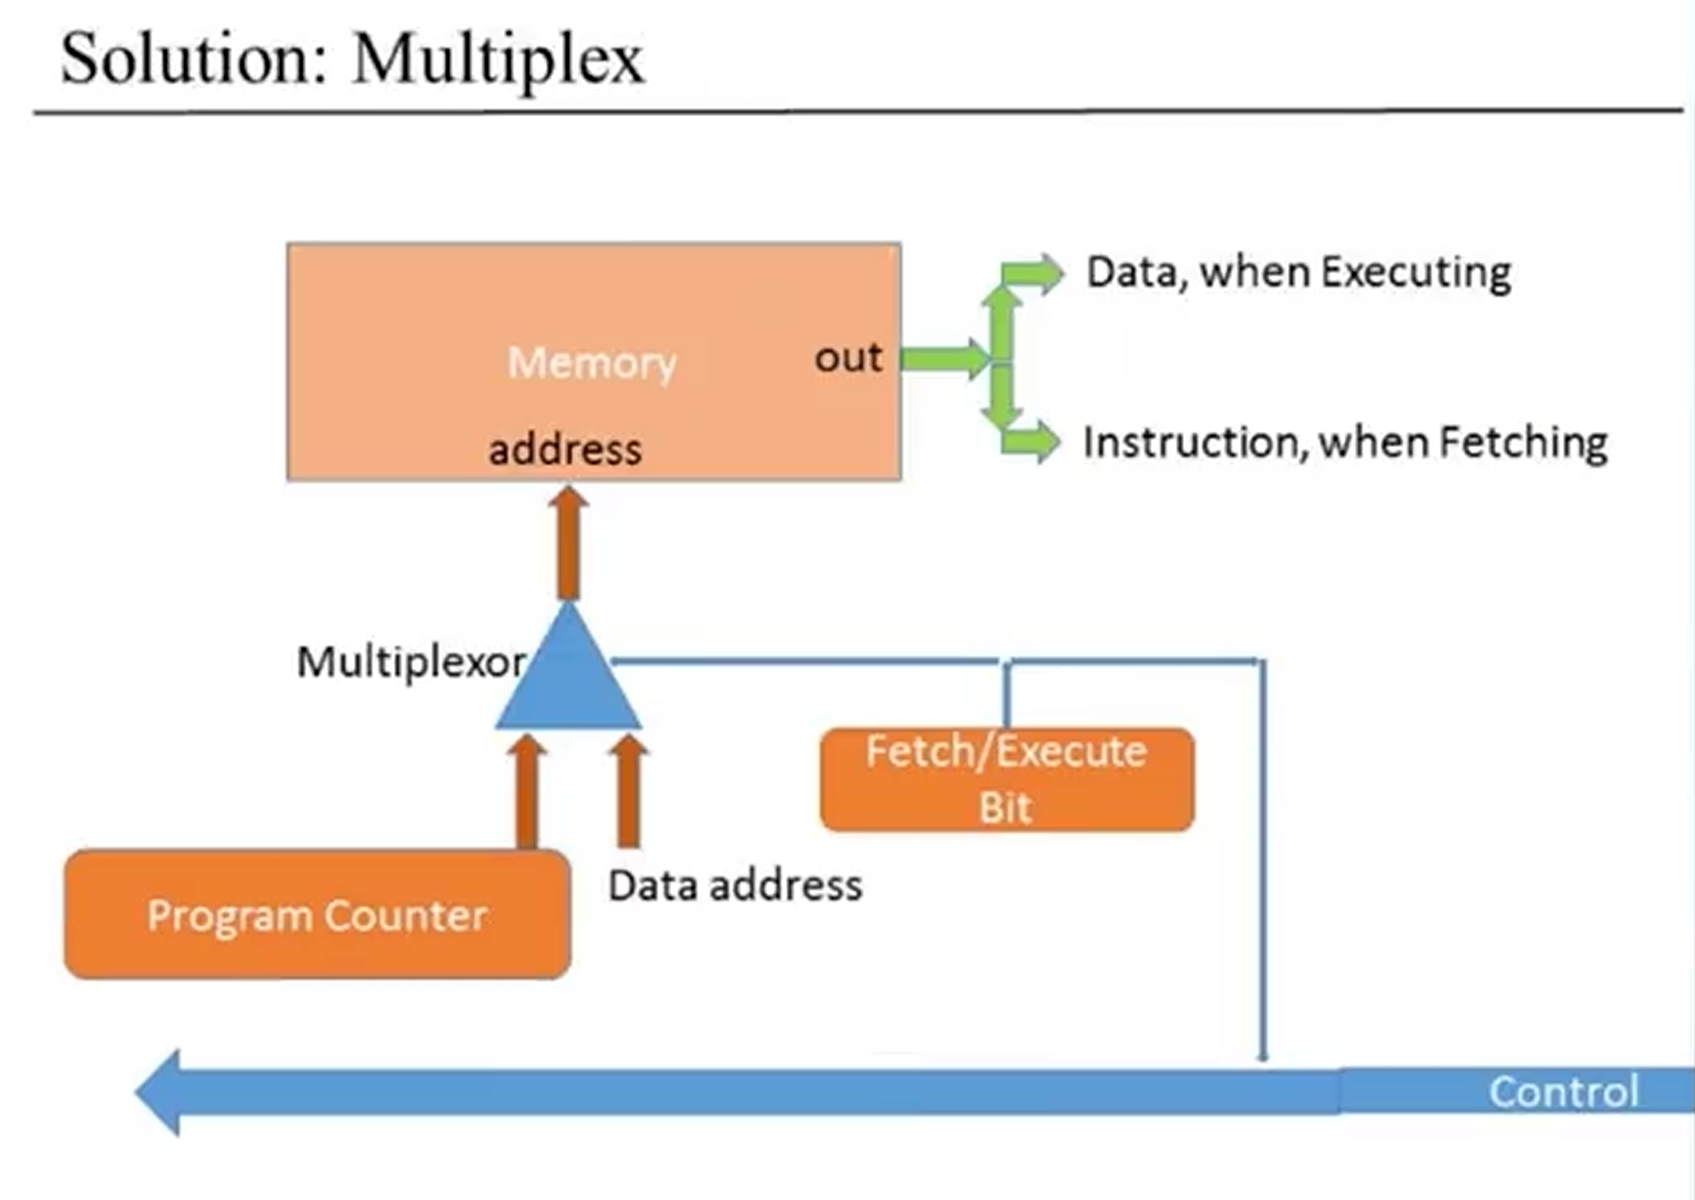 Solution: Multiplex
Data, when Executing
Memory
out
address
Instruction, when Fetching
Multiplexor
Fetch/Execute
Bit
Program Counter
Data address
Control